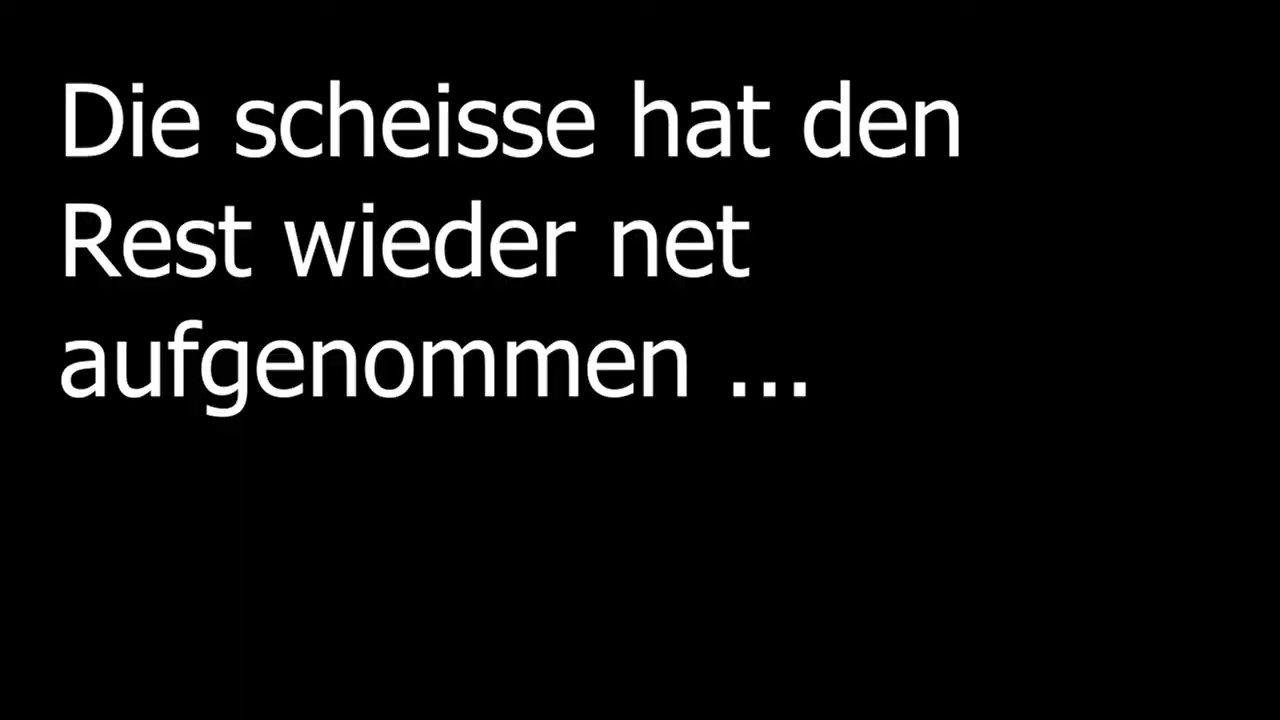 Die scheisse hat den
Rest wieder net
aufgenommen ...